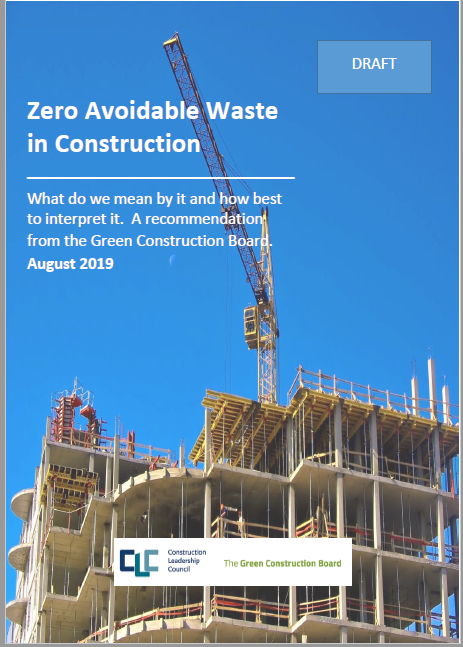 DRAFT
Zero Avoidable Waste
in Construction
What do we mean by it and how best
to interpret it. A recommendation
from the Green Construction Board.
August 2019
CLC
Construction
Leadership
Council
The Green Construction Board